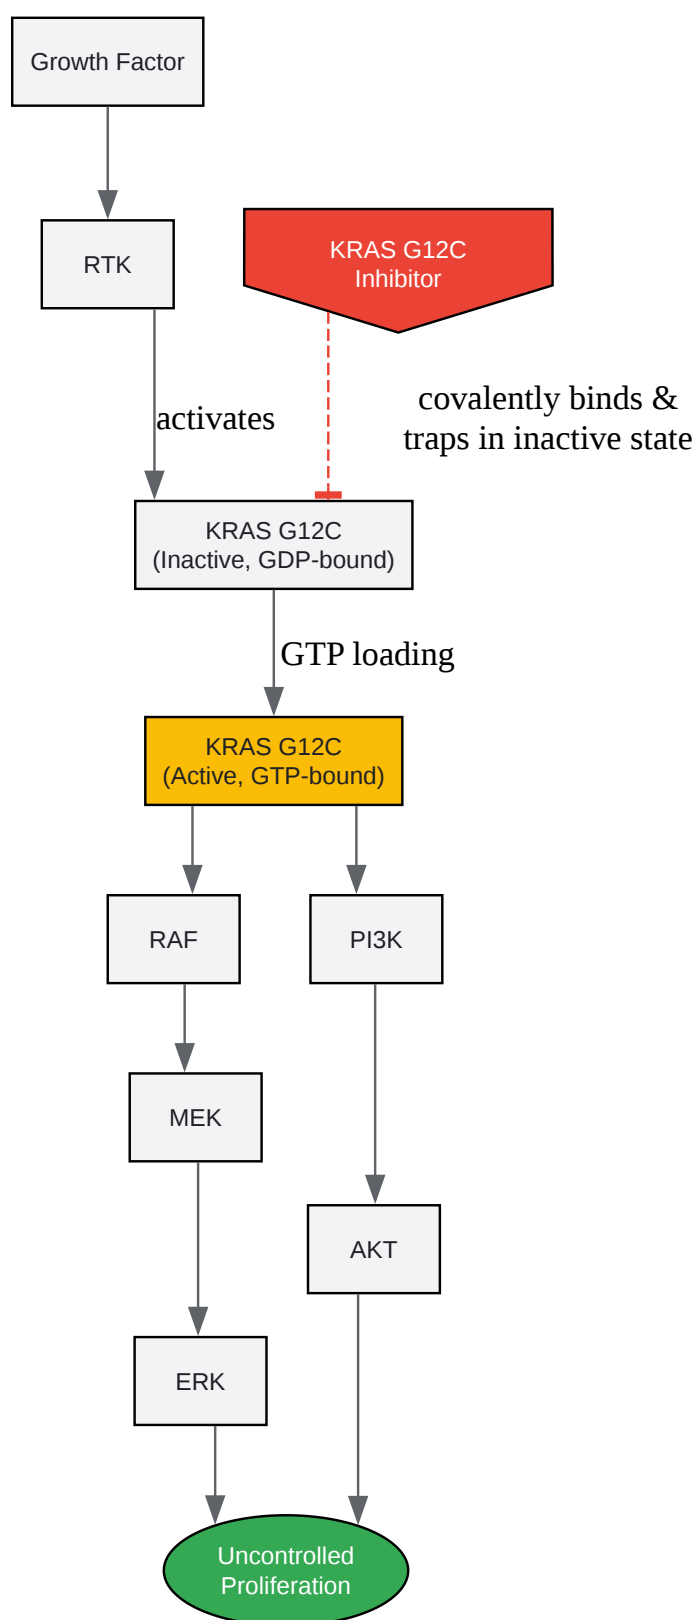 Growth Factor
RTK
KRAS G12C
Inhibitor
activates
covalently binds &
traps in inactive state
KRAS G12C
(Inactive, GDP-bound)
GTP loading
KRAS G12C
(Active, GTP-bound)
RAF
PI3K
MEK
AKT
ERK
Uncontrolled
Proliferation